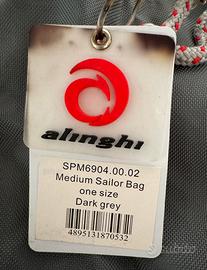 alinghi
SPM6904.00.02
Medium Sailor Bag
one size
Dark grey
4895131870532